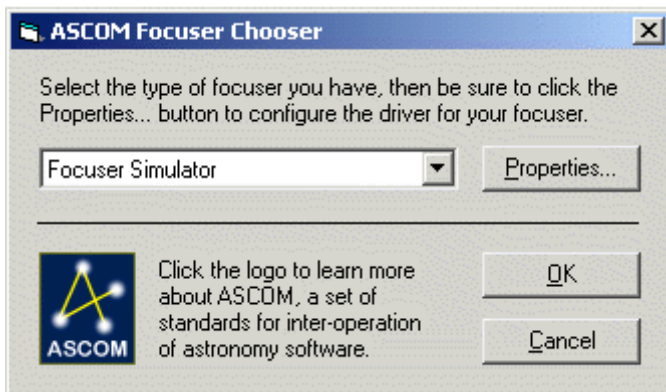 ASCOM Focuser Chooser
Select the type of focuser you have, then be sure to click the
Properties... button to configure the driver for your focuser.
Focuser Simulator
Properties...
Click the logo to learn more
about ASCOM, a set of
standards for inter-operation
of astronomy software.
ASCOM
OK
Cancel